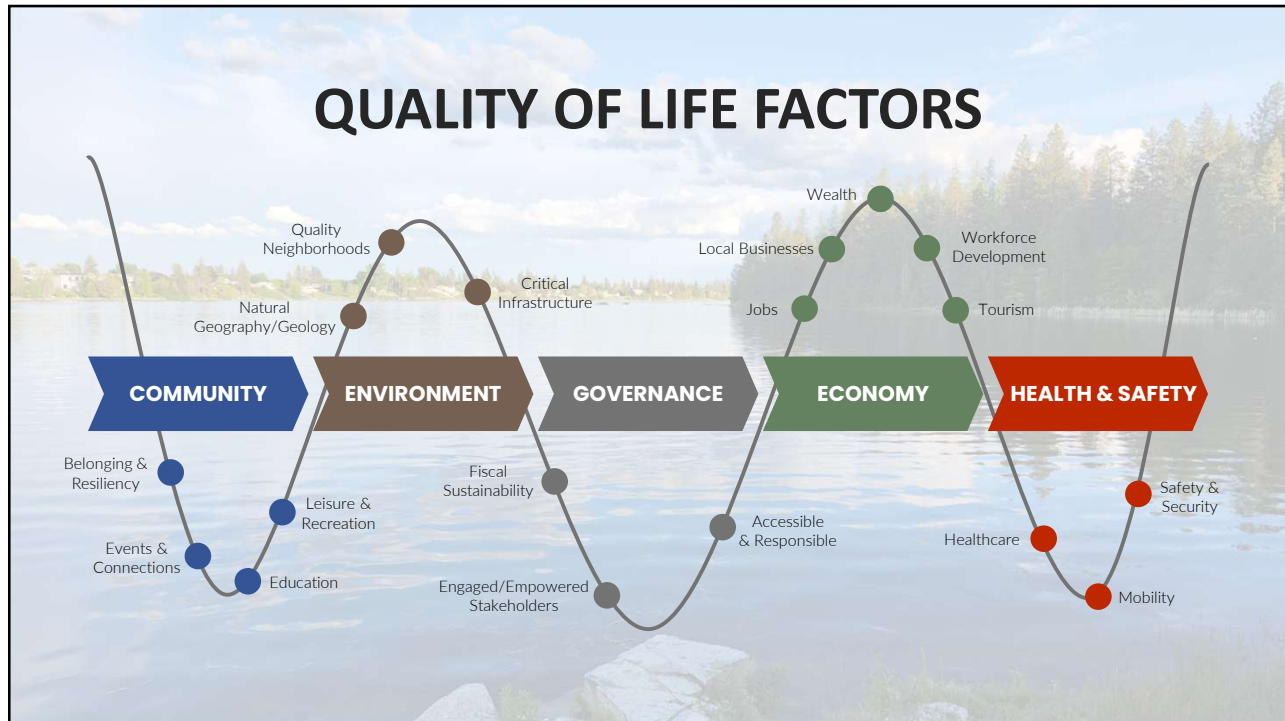 QUALITY OF LIFE FACTORS
Wealth
Quality
Neighborhoods
Local Businesses
Workforce
Development
Critical
Infrastructure
Natural
Geography/Geology
Jobs
Tourism
COMMUNITY
ENVIRONMENT
GOVERNANCE
ECONOMY
HEALTH & SAFETY
Belonging &
Resiliency
Fiscal
Sustainability
Leisure &
Recreation
Safety &
Security
Accessible
& Responsible
Healthcare
Events &
Connections
Education
Engaged/Empowered
Stakeholders
Mobility